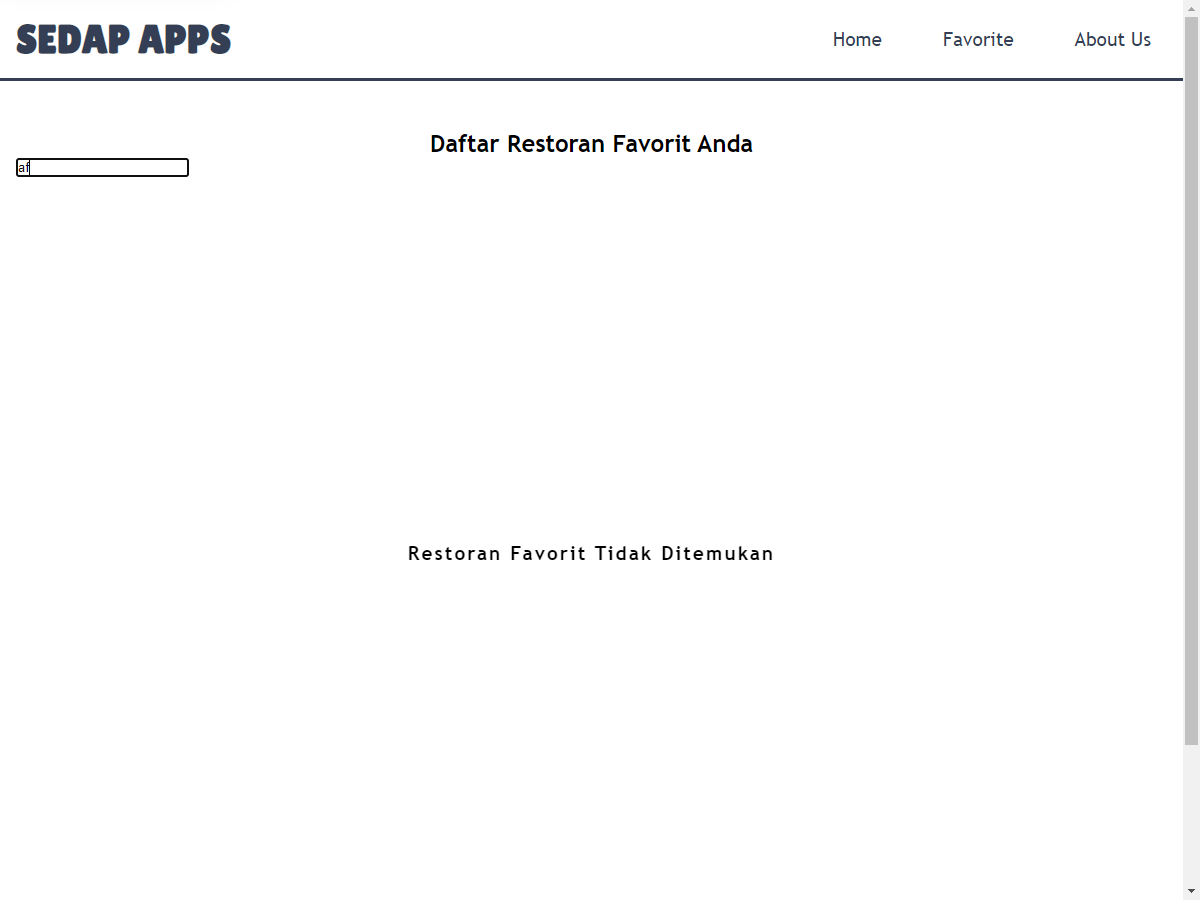 SEDAP APPS
Home Favorite About Us
Daftar Restoran Favorit Anda
af
Restoran Favorit Tidak Ditemukan